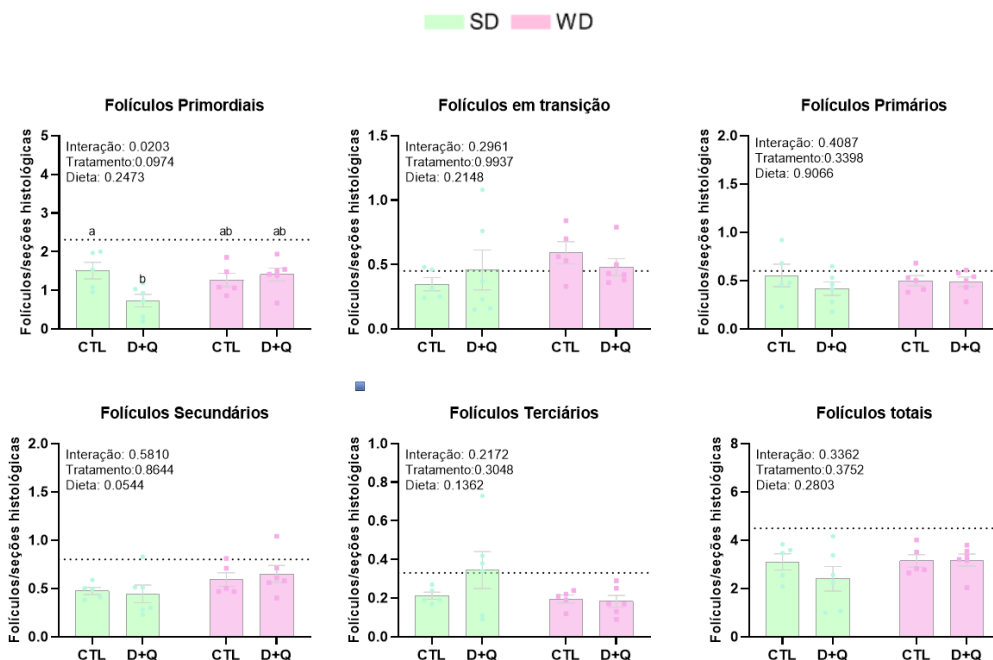 SD WD
Folículos Primordiais
Folículos/seções histológicas
5
4
3
2
1
0
Interação: 0.0203
Tratamento:0.0974
Dieta: 0.2473
a
b
ab
ab
CTL D+Q CTL D+Q
Folículos em transição
Folículos/seções histológicas
1.5
1.0
0.5
0.0
Interação: 0.2961
Tratamento:0.9937
Dieta: 0.2148
CTL D+Q CTL D+Q
Folículos Primários
Folículos/seções histológicas
2.0
1.5
1.0
0.5
0.0
Interação: 0.4087
Tratamento:0.3398
Dieta: 0.9066
CTL D+Q CTL D+Q
Folículos Secundários
Folículos/seções histológicas
2.0
1.5
1.0
0.5
0.0
Interação: 0.5810
Tratamento:0.8644
Dieta: 0.0544
CTL D+Q CTL D+Q
Folículos Terciários
Folículos/seções histológicas
1.0
0.8
0.6
0.4
0.2
0.0
Interação: 0.2172
Tratamento:0.3048
Dieta: 0.1362
CTL D+Q CTL D+Q
Folículos totais
Folículos/seções histológicas
8
6
4
2
0
Interação: 0.3362
Tratamento:0.3752
Dieta: 0.2803
CTL D+Q CTL D+Q